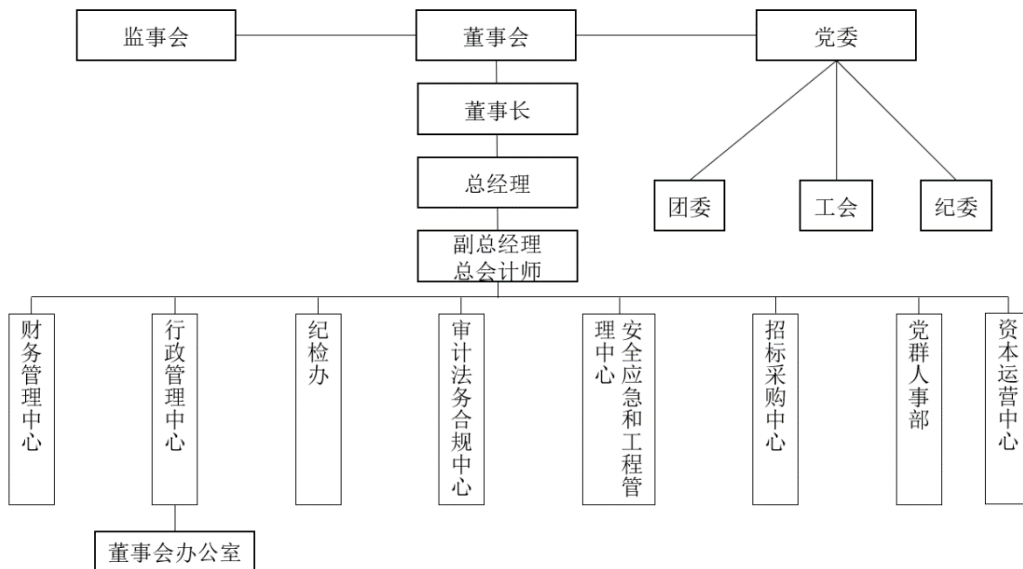 监事会
董事会
党委
董事长
总经理
团委
工会
纪委
副总经理
总会计师
财务管理中心
行政管理中心
纪检办
审计法务合规中心
安全应急和工程管
理中心
招标采购中心
党群人事部
资本运营中心
董事会办公室